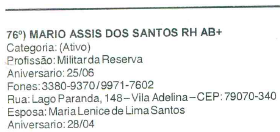 76º) MARIO ASSIS DOS SANTOS RH AB+
Categoria: (Ativo)
Profissão: Militar da Reserva
Aniversario: 25/06
Fones: 3380-9370 / 9971-7602
Rua: Lago Paranda, 148 – Vila Adelina – CEP: 79070-340
Esposa: Maria Lenice de Lima Santos
Aniversario: 28/04